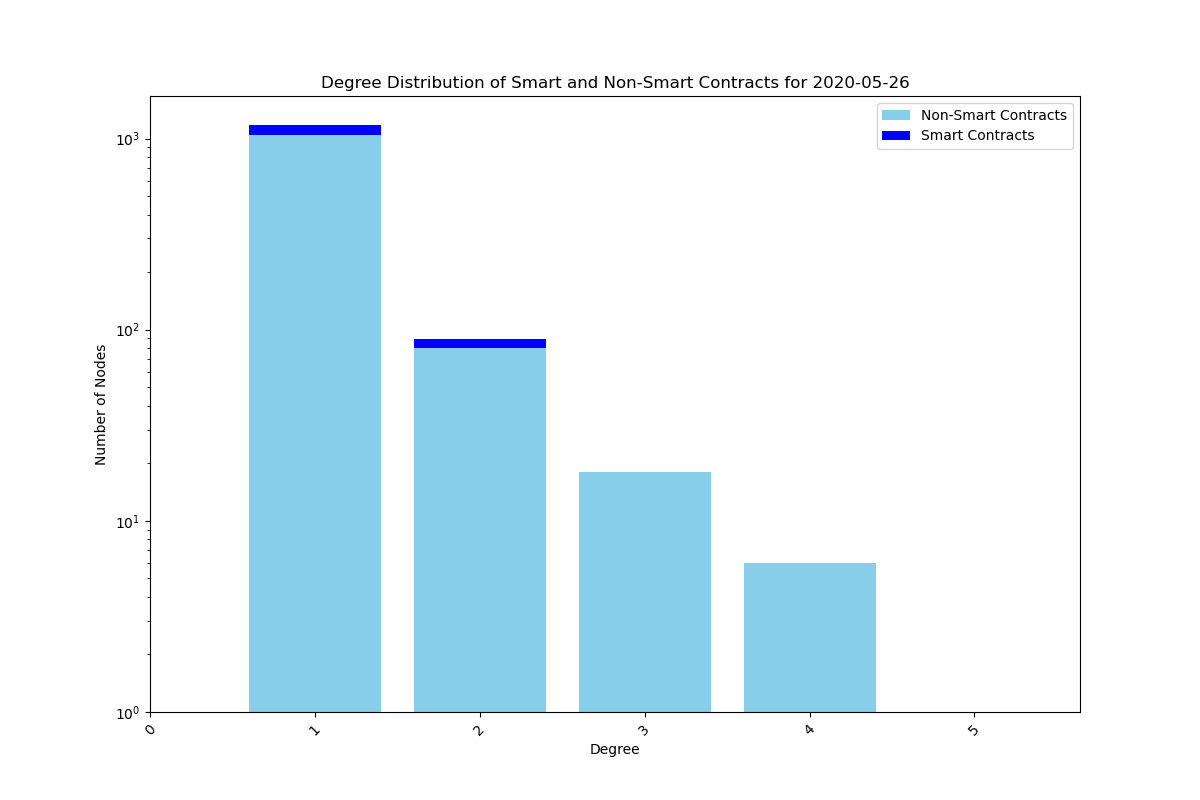 Degree Distribution of Smart and Non-Smart Contracts for 2020-05-26
Non-Smart Contracts
Smart Contracts
Number of Nodes
10³
10²
10¹
10⁰
0 1 2 3 4 5
Degree